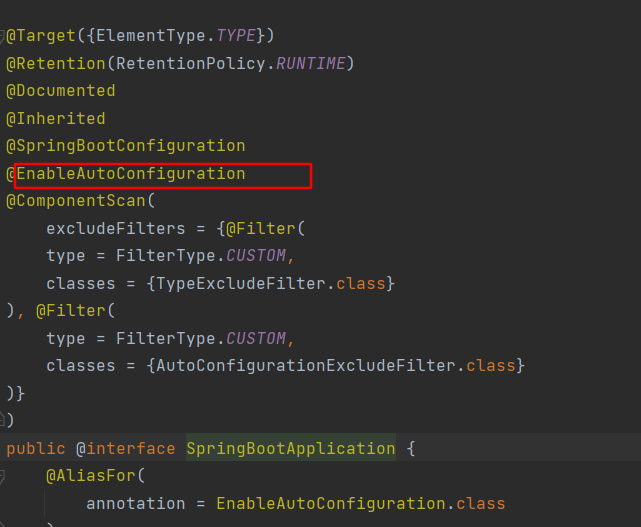 @Target({ElementType.TYPE})
@Retention(RetentionPolicy.RUNTIME)
@Documented
@Inherited
@SpringBootConfiguration
@EnableAutoConfiguration
@ComponentScan(
    excludeFilters = {@Filter(
    type = FilterType.CUSTOM,
    classes = {TypeExcludeFilter.class}
), @Filter(
    type = FilterType.CUSTOM,
    classes = {AutoConfigurationExcludeFilter.class}
)}
)
public @interface SpringBootApplication {
    @AliasFor(
        annotation = EnableAutoConfiguration.class
    )